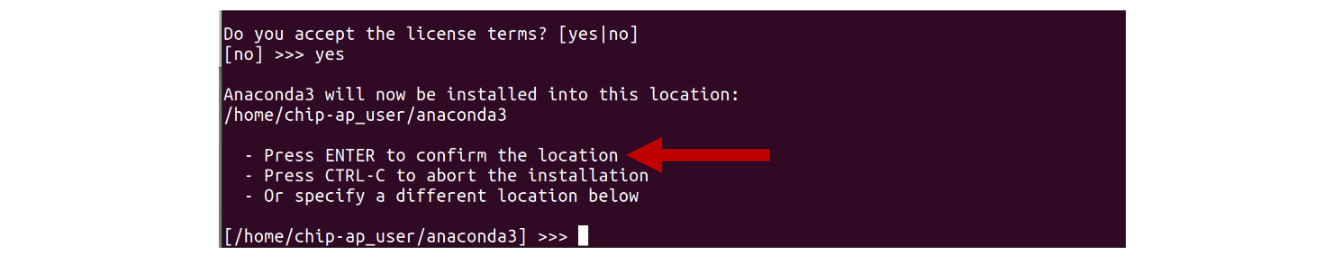 Do you accept the license terms? [yes|no]
[no] >>> yes
Anaconda3 will now be installed into this location:
/home/chip-ap_user/anaconda3
- Press ENTER to confirm the location
- Press CTRL-C to abort the installation
- Or specify a different location below
[/home/chip-ap_user/anaconda3] >>>